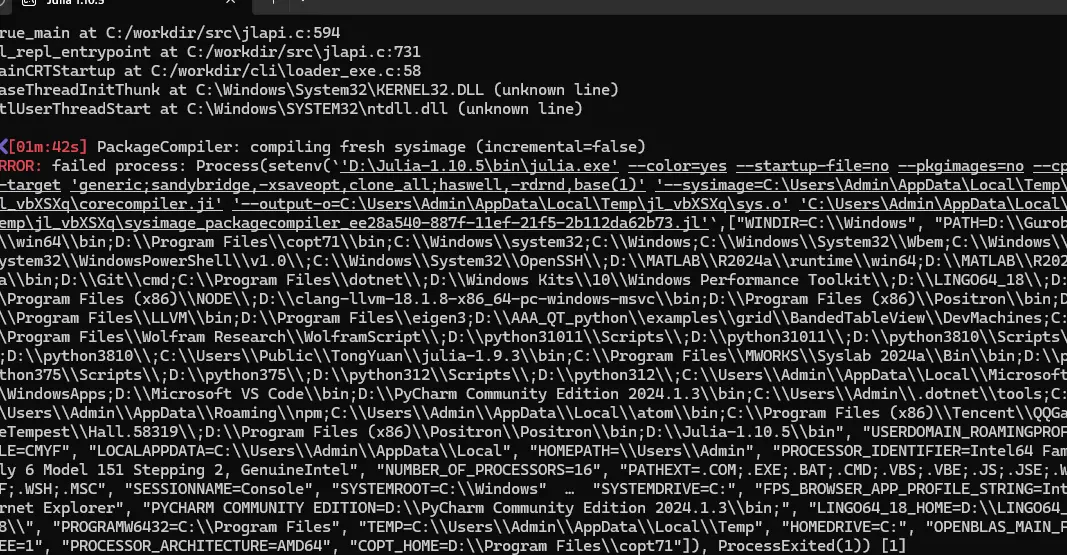 Julia 1.10.5
rue_main at C:/workdir/src\jlapi.c:594
l_repl_entrypoint at C:/workdir/src\jlapi.c:731
ainCRTStartup at C:/workdir/cli\loader_exe.c:58
aseThreadInitThunk at C:\Windows\System32\KERNEL32.DLL (unknown line)
tlUserThreadStart at C:\Windows\SYSTEM32\ntdll.dll (unknown line)
[01m:42s] PackageCompiler: compiling fresh sysimage (incremental=false)
RROR: failed process: Process(setenv(`'D:\Julia-1.10.5\bin\julia.exe' --color=yes --startup-file=no --pkgimages=no --cp
-target 'generic;sandybridge,-xsaveopt,clone_all;haswell,-rdrnd,base(1)' '--sysimage=C:\Users\Admin\AppData\Local\Temp\
l_vbXSXq\corecompiler.ji' '--output-o=C:\Users\Admin\AppData\Local\Temp\jl_vbXSXq\sys.o' 'C:\Users\Admin\AppData\Local\
emp\jl_vbXSXq\sysimage_packagecompiler_ee28a540-887f-11ef-21f5-2b112da62b73.jl'`,["WINDIR=C:\\Windows", "PATH=D:\\Gurob
\\win64\\bin;D:\\Program Files\\copt71\\bin;C:\\Windows\\system32;C:\\Windows;C:\\Windows\\System32\\Wbem;C:\\Windows\\
ystem32\\WindowsPowerShell\\v1.0\\;C:\\Windows\\System32\\OpenSSH\\;D:\\MATLAB\\R2024a\\runtime\\win64;D:\\MATLAB\\R202
a\\bin;D:\\Git\\cmd;C:\\Program Files\\dotnet\\;D:\\Windows Kits\\10\\Windows Performance Toolkit\\;D:\\LINGO64_18\\;D:
\Program Files (x86)\\NODE\\;D:\\clang-llvm-18.1.8-x86_64-pc-windows-msvc\\bin;D:\\Program Files (x86)\\Positron\\bin;D
\\Program Files\\LLVM\\bin;D:\\Program Files\\eigen3;D:\\AAA_QT_python\\examples\\grid\\BandedTableView\\DevMachines;C:
\Program Files\\Wolfram Research\\WolframScript\\;D:\\python31011\\Scripts\\;D:\\python31011\\;D:\\python3810\\Scripts\
;D:\\python3810\\;C:\\Users\\Public\\TongYuan\\julia-1.9.3\\bin;C:\\Program Files\\MWORKS\\Syslab 2024a\\Bin\\bin;D:\\p
thon375\\Scripts\\;D:\\python375\\;D:\\python312\\Scripts\\;D:\\python312\\;C:\\Users\\Admin\\AppData\\Local\\Microsoft
\WindowsApps;D:\\Microsoft VS Code\\bin;D:\\PyCharm Community Edition 2024.1.3\\bin;C:\\Users\\Admin\\.dotnet\\tools;C:
\Users\\Admin\\AppData\\Roaming\\npm;C:\\Users\\Admin\\AppData\\Local\\atom\\bin;C:\\Program Files (x86)\\Tencent\\QQGa
eTempest\\Hall.58319\\;D:\\Program Files (x86)\\Positron\\Positron\\bin;D:\\Julia-1.10.5\\bin", "USERDOMAIN_ROAMINGPROF
LE=CMYF", "LOCALAPPDATA=C:\\Users\\Admin\\AppData\\Local", "HOMEPATH=\\Users\\Admin", "PROCESSOR_IDENTIFIER=Intel64 Fam
ly 6 Model 151 Stepping 2, GenuineIntel", "NUMBER_OF_PROCESSORS=16", "PATHEXT=.COM;.EXE;.BAT;.CMD;.VBS;.VBE;.JS;.JSE;.W
F;.WSH;.MSC", "SESSIONNAME=Console", "SYSTEMROOT=C:\\Windows" … "SYSTEMDRIVE=C:", "FPS_BROWSER_APP_PROFILE_STRING=Int
rnet Explorer", "PYCHARM COMMUNITY EDITION=D:\\PyCharm Community Edition 2024.1.3\\bin;", "LINGO64_18_HOME=D:\\LINGO64_
8\\", "PROGRAMW6432=C:\\Program Files", "TEMP=C:\\Users\\Admin\\AppData\\Local\\Temp", "HOMEDRIVE=C:", "OPENBLAS_MAIN_F
EE=1", "PROCESSOR_ARCHITECTURE=AMD64", "COPT_HOME=D:\\Program Files\\copt71"]), ProcessExited(1)) [1]